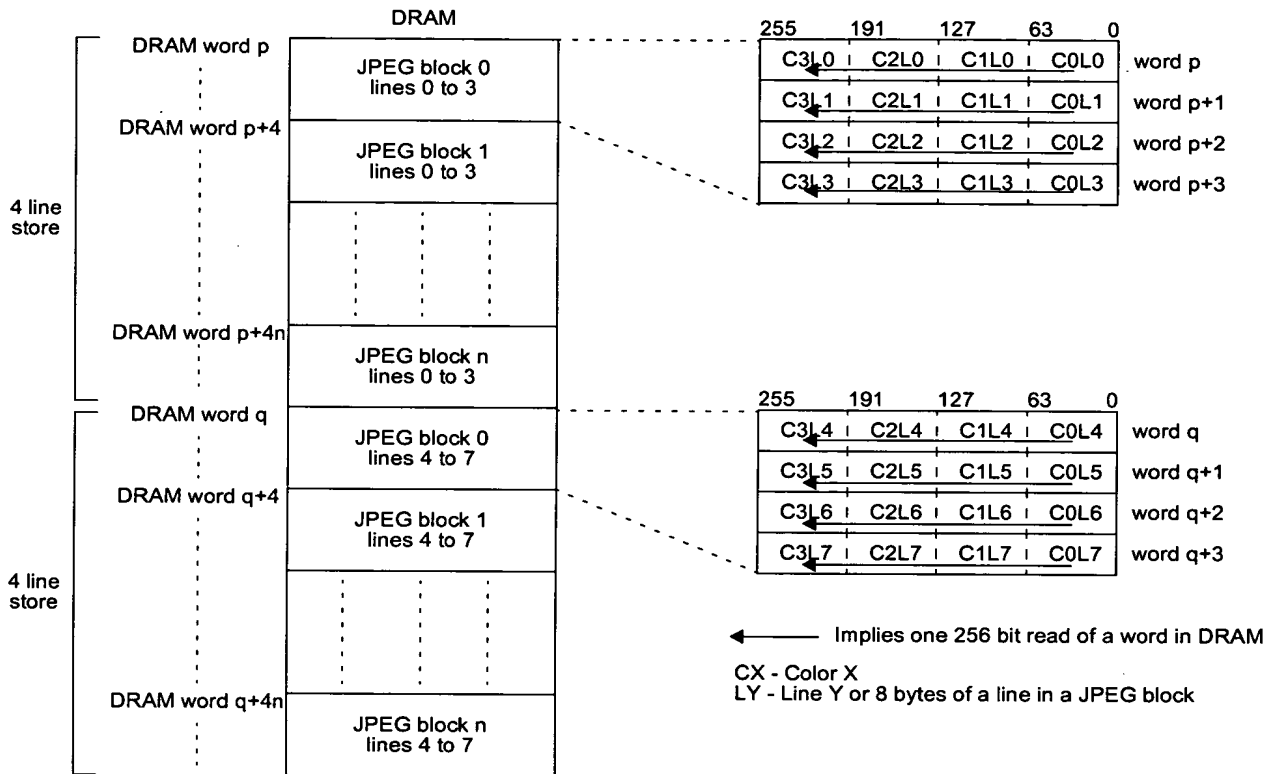 DRAM
DRAM word p
JPEG block 0
lines 0 to 3
DRAM word p+4
JPEG block 1
lines 0 to 3
4 line
store
DRAM word p+4n
JPEG block n
lines 0 to 3
DRAM word q
JPEG block 0
lines 4 to 7
DRAM word q+4
JPEG block 1
lines 4 to 7
4 line
store
DRAM word q+4n
JPEG block n
lines 4 to 7
255 191 127 63 0
C3L0 C2L0 C1L0 C0L0 word p
C3L1 C2L1 C1L1 C0L1 word p+1
C3L2 C2L2 C1L2 C0L2 word p+2
C3L3 C2L3 C1L3 C0L3 word p+3
255 191 127 63 0
C3L4 C2L4 C1L4 C0L4 word q
C3L5 C2L5 C1L5 C0L5 word q+1
C3L6 C2L6 C1L6 C0L6 word q+2
C3L7 C2L7 C1L7 C0L7 word q+3
Implies one 256 bit read of a word in DRAM
CX - Color X
LY - Line Y or 8 bytes of a line in a JPEG block